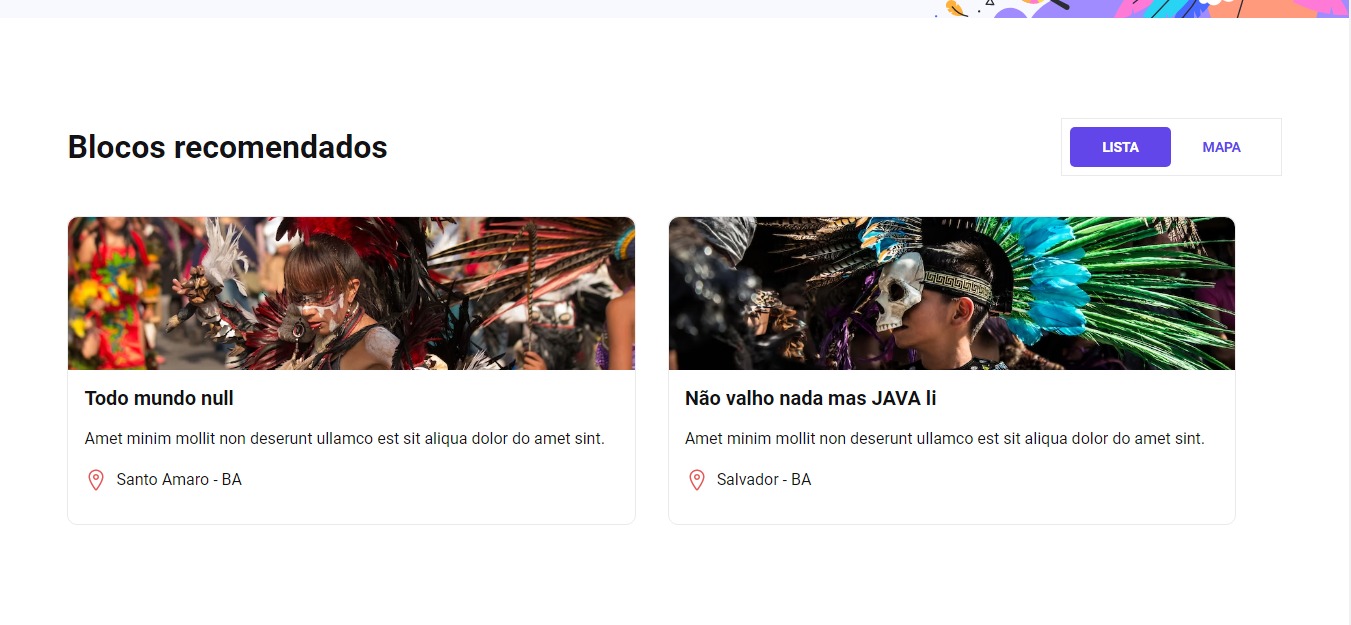 Blocos recomendados
LISTA
MAPA
Todo mundo null
Amet minim mollit non deserunt ullamco est sit aliqua dolor do amet sint.
Santo Amaro - BA
Não valho nada mas JAVA li
Amet minim mollit non deserunt ullamco est sit aliqua dolor do amet sint.
Salvador - BA